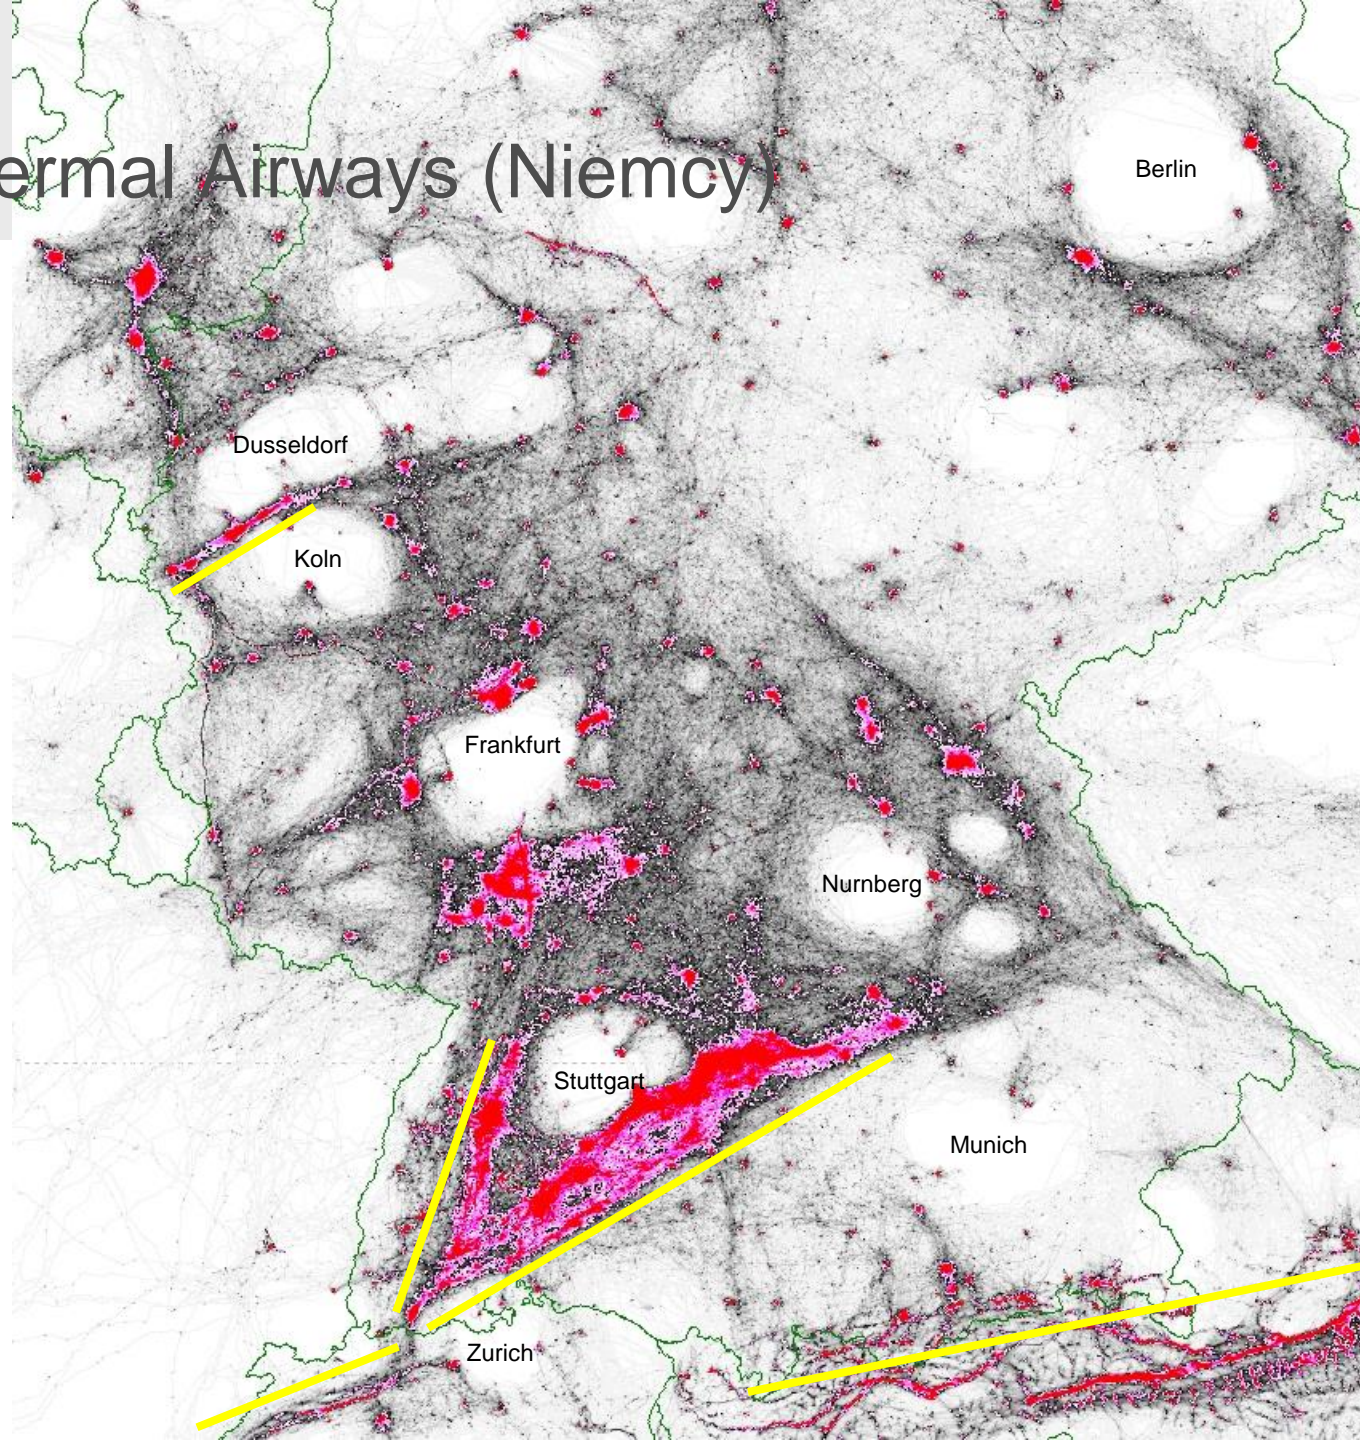 ermal Airways (Niemcy)
Berlin
Dusseldorf
Koln
Frankfurt
Nurnberg
Stuttgart
Munich
Zurich